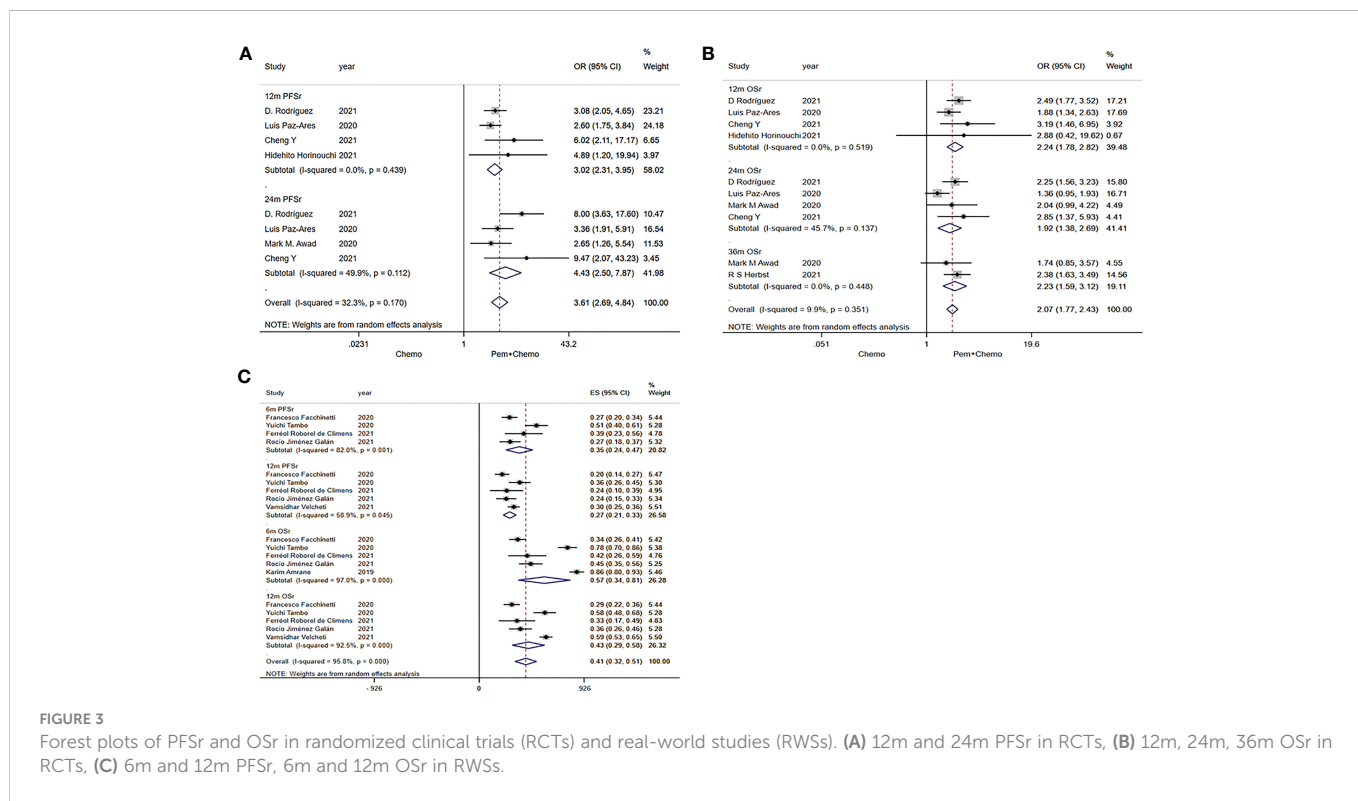 A
%
Study year OR (95% CI) Weight
12m PFSr
D. Rodríguez 2021 3.08 (2.05, 4.65) 23.21
Luis Paz-Ares 2020 2.60 (1.75, 3.84) 24.18
Cheng Y 2021 6.02 (2.11, 17.17) 6.65
Hidehito Horinouchi 2021 4.89 (1.20, 19.94) 3.97
Subtotal (I-squared = 0.0%, p = 0.439) 3.02 (2.31, 3.95) 58.02
.
24m PFSr
D. Rodríguez 2021 8.00 (3.63, 17.60) 10.47
Luis Paz-Ares 2020 3.36 (1.91, 5.91) 16.54
Mark M. Awad 2020 2.65 (1.26, 5.54) 11.53
Cheng Y 2021 9.47 (2.07, 43.23) 3.45
Subtotal (I-squared = 49.9%, p = 0.112) 4.43 (2.50, 7.87) 41.98
.
Overall (I-squared = 32.3%, p = 0.170) 3.61 (2.69, 4.84) 100.00
NOTE: Weights are from random effects analysis
.0231 1 43.2
Chemo Pem+Chemo
B
%
Study year OR (95% CI) Weight
12m OSr
D Rodríguez 2021 2.49 (1.77, 3.52) 17.21
Luis Paz-Ares 2020 1.88 (1.34, 2.63) 17.69
Cheng Y 2021 3.19 (1.46, 6.95) 3.92
Hidehito Horinouchi 2021 2.88 (0.42, 19.62) 0.67
Subtotal (I-squared = 0.0%, p = 0.519) 2.24 (1.78, 2.82) 39.48
.
24m OSr
D Rodríguez 2021 2.25 (1.56, 3.23) 15.80
Luis Paz-Ares 2020 1.36 (0.95, 1.93) 16.71
Mark M Awad 2020 2.04 (0.99, 4.22) 4.49
Cheng Y 2021 2.85 (1.37, 5.93) 4.41
Subtotal (I-squared = 45.7%, p = 0.137) 1.92 (1.38, 2.69) 41.41
.
36m OSr
Mark M Awad 2020 1.74 (0.85, 3.57) 4.55
R S Herbst 2021 2.38 (1.63, 3.49) 14.56
Subtotal (I-squared = 0.0%, p = 0.448) 2.23 (1.59, 3.12) 19.11
.
Overall (I-squared = 9.9%, p = 0.351) 2.07 (1.77, 2.43) 100.00
NOTE: Weights are from random effects analysis
.051 1 19.6
Chemo Pem+Chemo
C
%
Study year ES (95% CI) Weight
6m PFSr
Francesco Facchinetti 2020 0.27 (0.20, 0.34) 5.44
Yuichi Tambo 2020 0.51 (0.40, 0.61) 5.28
Ferréol Roborel de Climens 2021 0.39 (0.23, 0.56) 4.78
Rocío Jiménez Galán 2021 0.27 (0.18, 0.37) 5.32
Subtotal (I-squared = 82.0%, p = 0.001) 0.35 (0.24, 0.47) 20.82
.
12m PFSr
Francesco Facchinetti 2020 0.20 (0.14, 0.27) 5.47
Yuichi Tambo 2020 0.36 (0.26, 0.45) 5.30
Ferréol Roborel de Climens 2021 0.24 (0.10, 0.39) 4.95
Rocío Jiménez Galán 2021 0.24 (0.15, 0.33) 5.34
Vamsidhar Velcheti 2021 0.30 (0.25, 0.36) 5.51
Subtotal (I-squared = 58.9%, p = 0.045) 0.27 (0.21, 0.33) 26.58
.
6m OSr
Francesco Facchinetti 2020 0.34 (0.26, 0.41) 5.42
Yuichi Tambo 2020 0.78 (0.70, 0.86) 5.38
Ferréol Roborel de Climens 2021 0.42 (0.26, 0.59) 4.76
Rocío Jiménez Galán 2021 0.45 (0.35, 0.56) 5.25
Karim Amrane 2019 0.86 (0.80, 0.93) 5.46
Subtotal (I-squared = 97.0%, p = 0.000) 0.57 (0.34, 0.81) 26.28
.
12m OSr
Francesco Facchinetti 2020 0.29 (0.22, 0.36) 5.44
Yuichi Tambo 2020 0.58 (0.48, 0.68) 5.28
Ferréol Roborel de Climens 2021 0.33 (0.17, 0.49) 4.83
Rocío Jiménez Galán 2021 0.36 (0.26, 0.46) 5.28
Vamsidhar Velcheti 2021 0.59 (0.53, 0.65) 5.50
Subtotal (I-squared = 92.5%, p = 0.000) 0.43 (0.29, 0.58) 26.32
.
Overall (I-squared = 95.8%, p = 0.000) 0.41 (0.32, 0.51) 100.00
NOTE: Weights are from random effects analysis
-.926 0 .926
FIGURE 3
Forest plots of PFSr and OSr in randomized clinical trials (RCTs) and real-world studies (RWSs). (A) 12m and 24m PFSr in RCTs, (B) 12m, 24m, 36m OSr in
RCTs, (C) 6m and 12m PFSr, 6m and 12m OSr in RWSs.